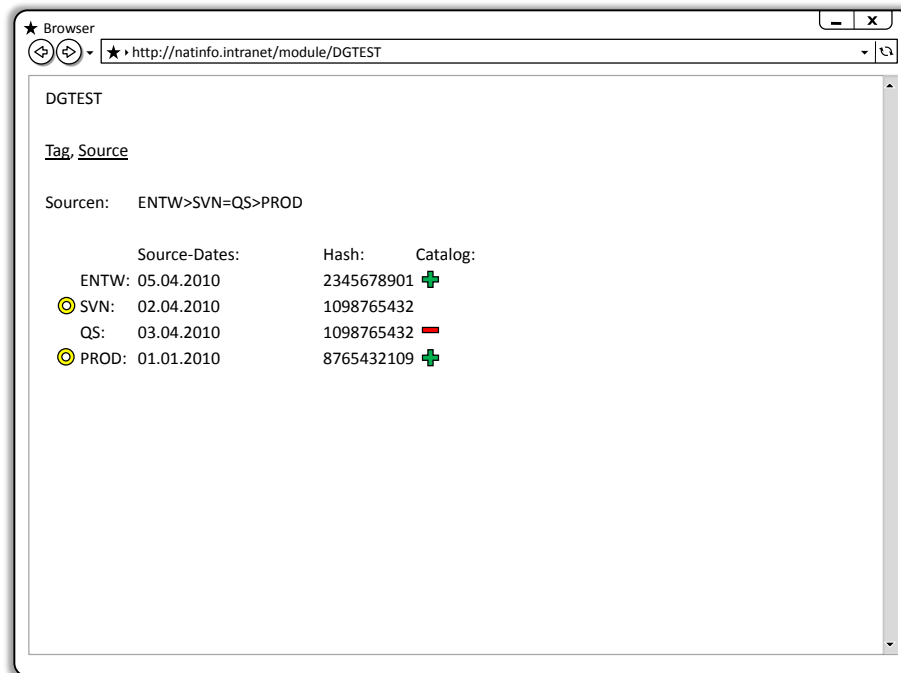 Browser
http://natinfo.intranet/module/DGTEST
DGTEST
Tag, Source
Sourcen: ENTW>SVN=QS>PROD
Source-Dates: Hash: Catalog:
ENTW: 05.04.2010 2345678901
SVN: 02.04.2010 1098765432
QS: 03.04.2010 1098765432
PROD: 01.01.2010 8765432109